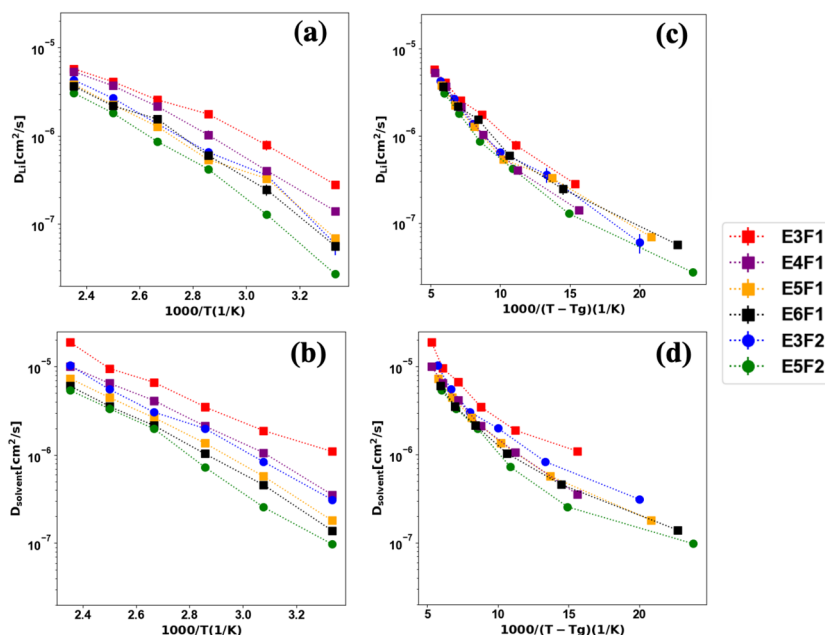 (a)
10⁻⁵
10⁻⁶
10⁻⁷
D_Li[cm²/s]
2.4 2.6 2.8 3.0 3.2
1000/T(1/K)
(c)
10⁻⁵
10⁻⁶
10⁻⁷
D_Li[cm²/s]
5 10 15 20
1000/(T − Tg)(1/K)
E3F1
E4F1
E5F1
E6F1
E3F2
E5F2
(b)
10⁻⁵
10⁻⁶
10⁻⁷
D_solvent[cm²/s]
2.4 2.6 2.8 3.0 3.2
1000/T(1/K)
(d)
10⁻⁵
10⁻⁶
10⁻⁷
D_solvent[cm²/s]
5 10 15 20
1000/(T − Tg)(1/K)